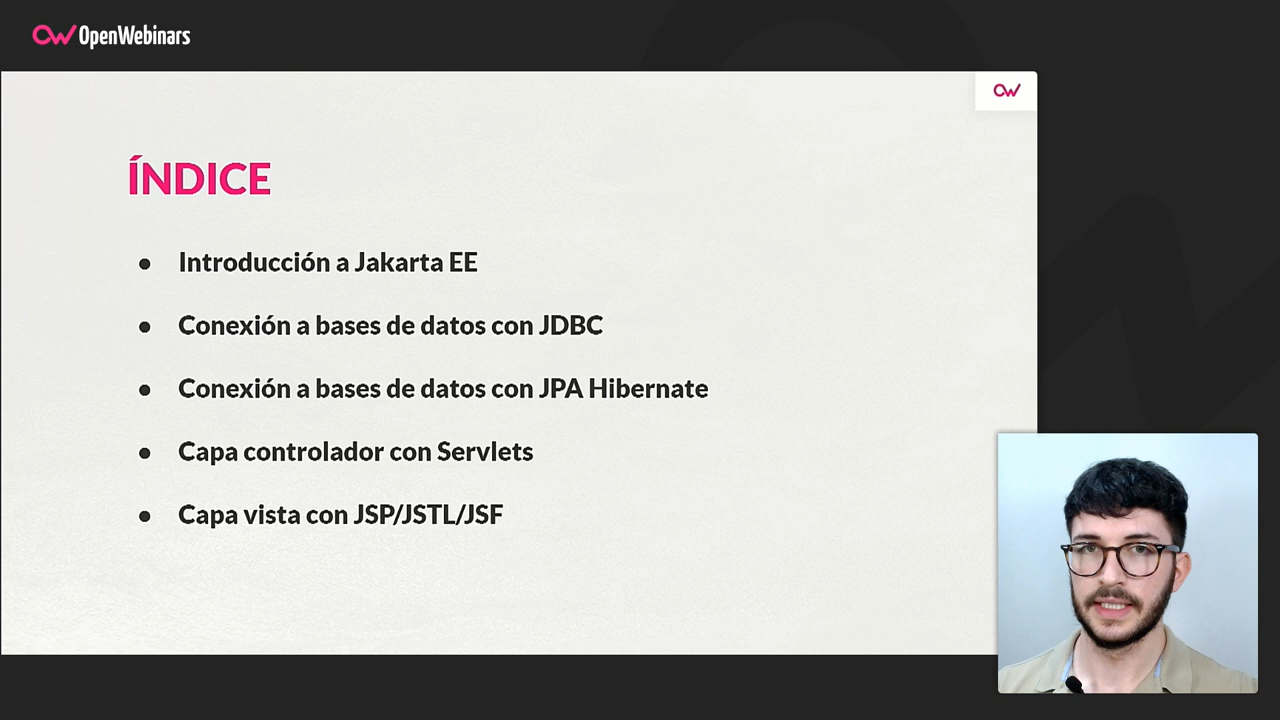 OpenWebinars
ÍNDICE
● Introducción a Jakarta EE
● Conexión a bases de datos con JDBC
● Conexión a bases de datos con JPA Hibernate
● Capa controlador con Servlets
● Capa vista con JSP/JSTL/JSF